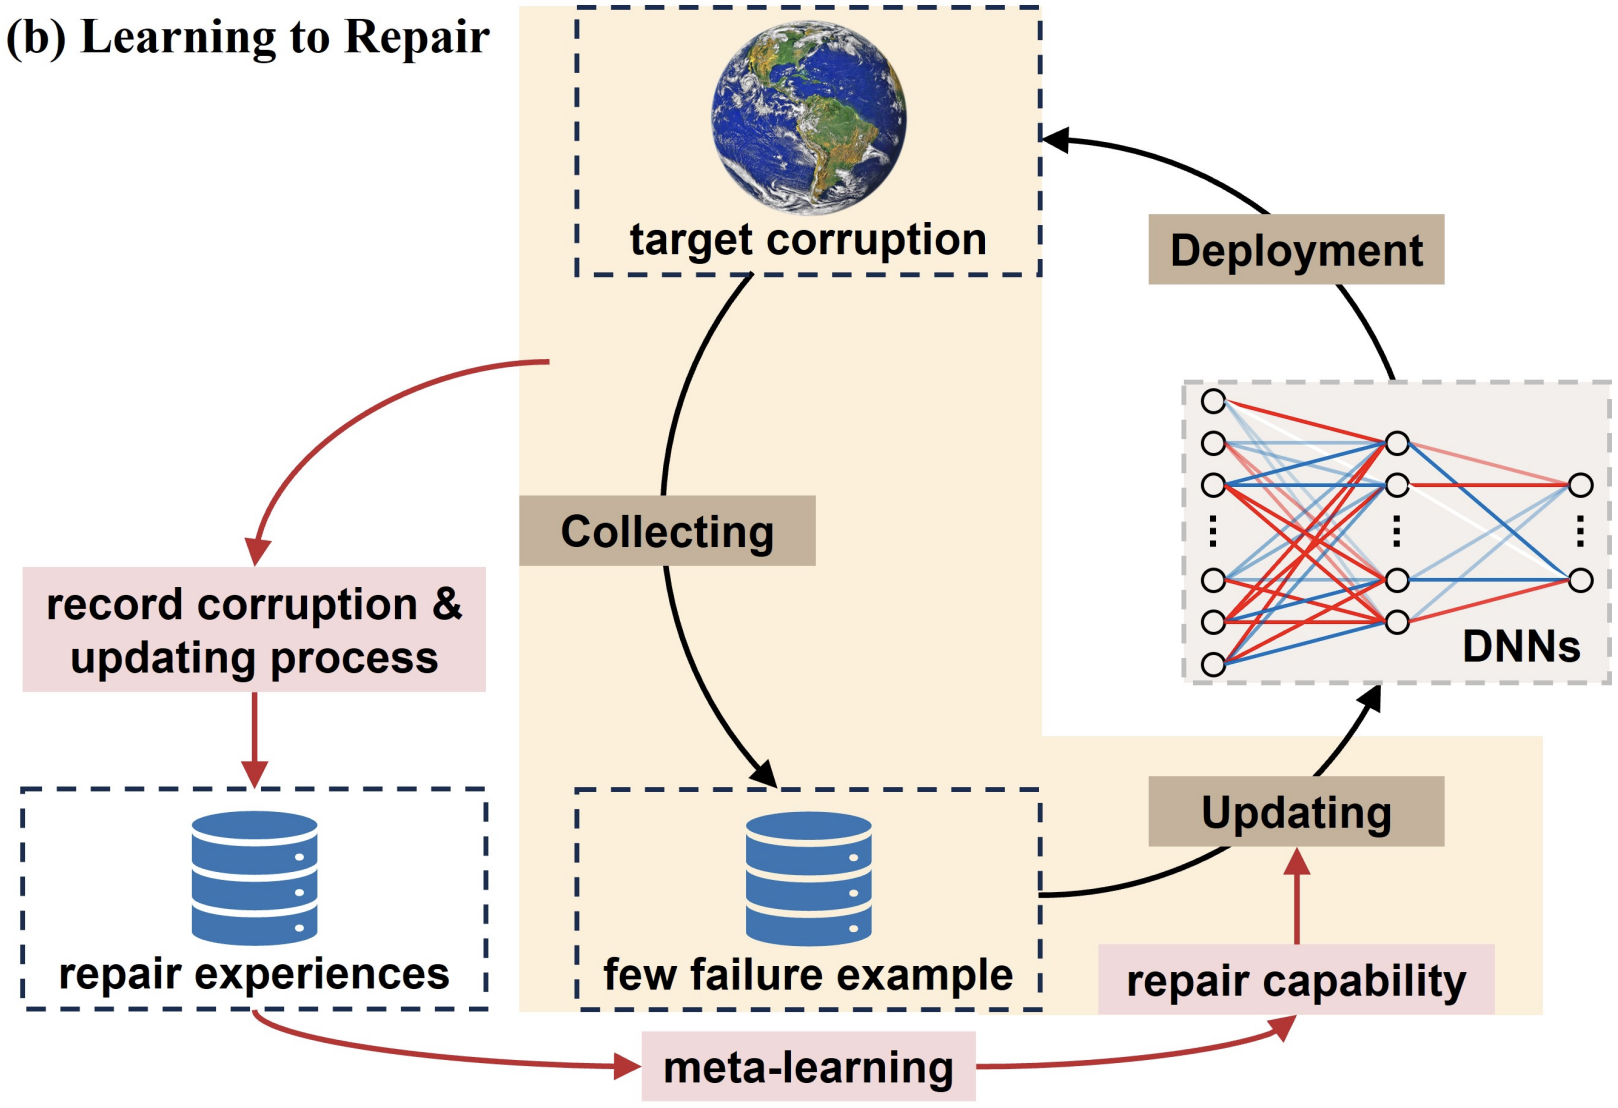 (b) Learning to Repair
target corruption
Deployment
Collecting
record corruption &
updating process
DNNs
Updating
repair experiences
few failure example
repair capability
meta-learning